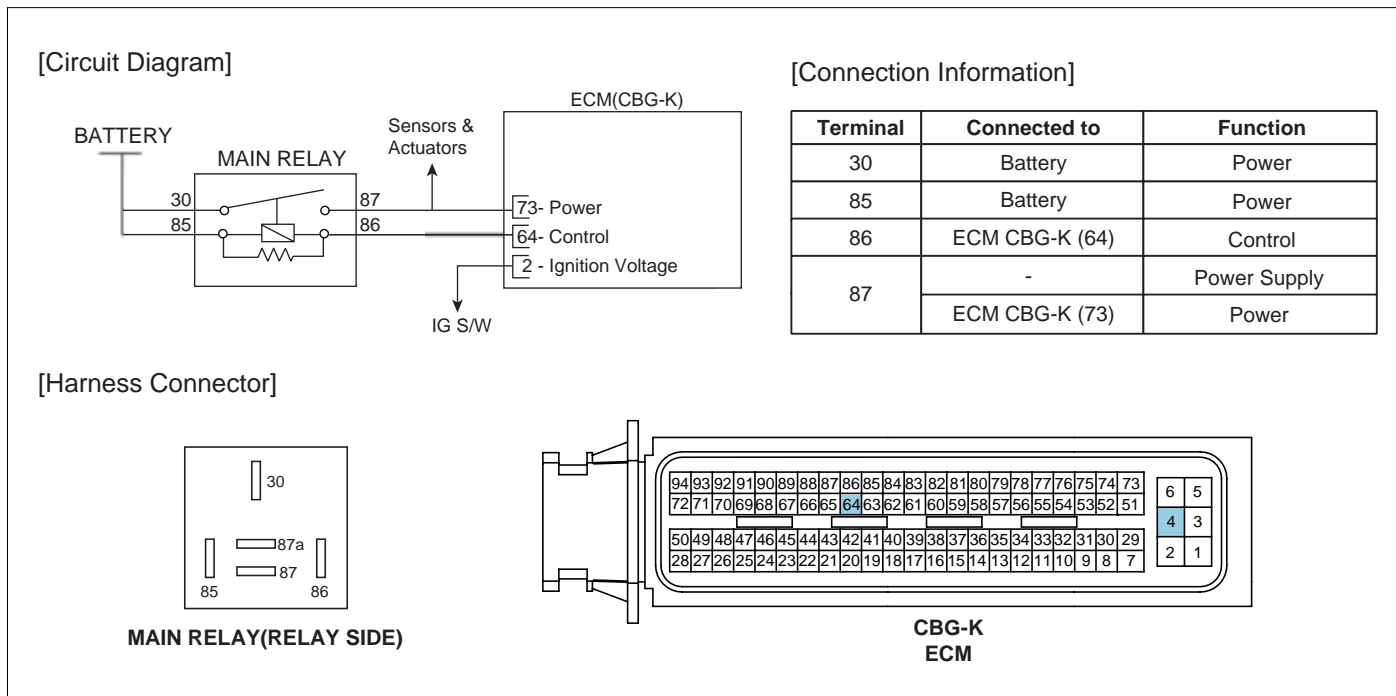 [Circuit Diagram]
ECM(CBG-K)
BATTERY
Sensors &
Actuators
MAIN RELAY
30
87
85
86
73- Power
64- Control
2 - Ignition Voltage
IG S/W
[Connection Information]
Terminal Connected to Function
30 Battery Power
85 Battery Power
86 ECM CBG-K (64) Control
87 - Power Supply
ECM CBG-K (73) Power
[Harness Connector]
30
87a
87
85 86
MAIN RELAY(RELAY SIDE)
94 93 92 91 90 89 88 87 86 85 84 83 82 81 80 79 78 77 76 75 74 73
72 71 70 69 68 67 66 65 64 63 62 61 60 59 58 57 56 55 54 53 52 51
50 49 48 47 46 45 44 43 42 41 40 39 38 37 36 35 34 33 32 31 30 29
28 27 26 25 24 23 22 21 20 19 18 17 16 15 14 13 12 11 10 9 8 7
6 5
4 3
2 1
CBG-K
ECM